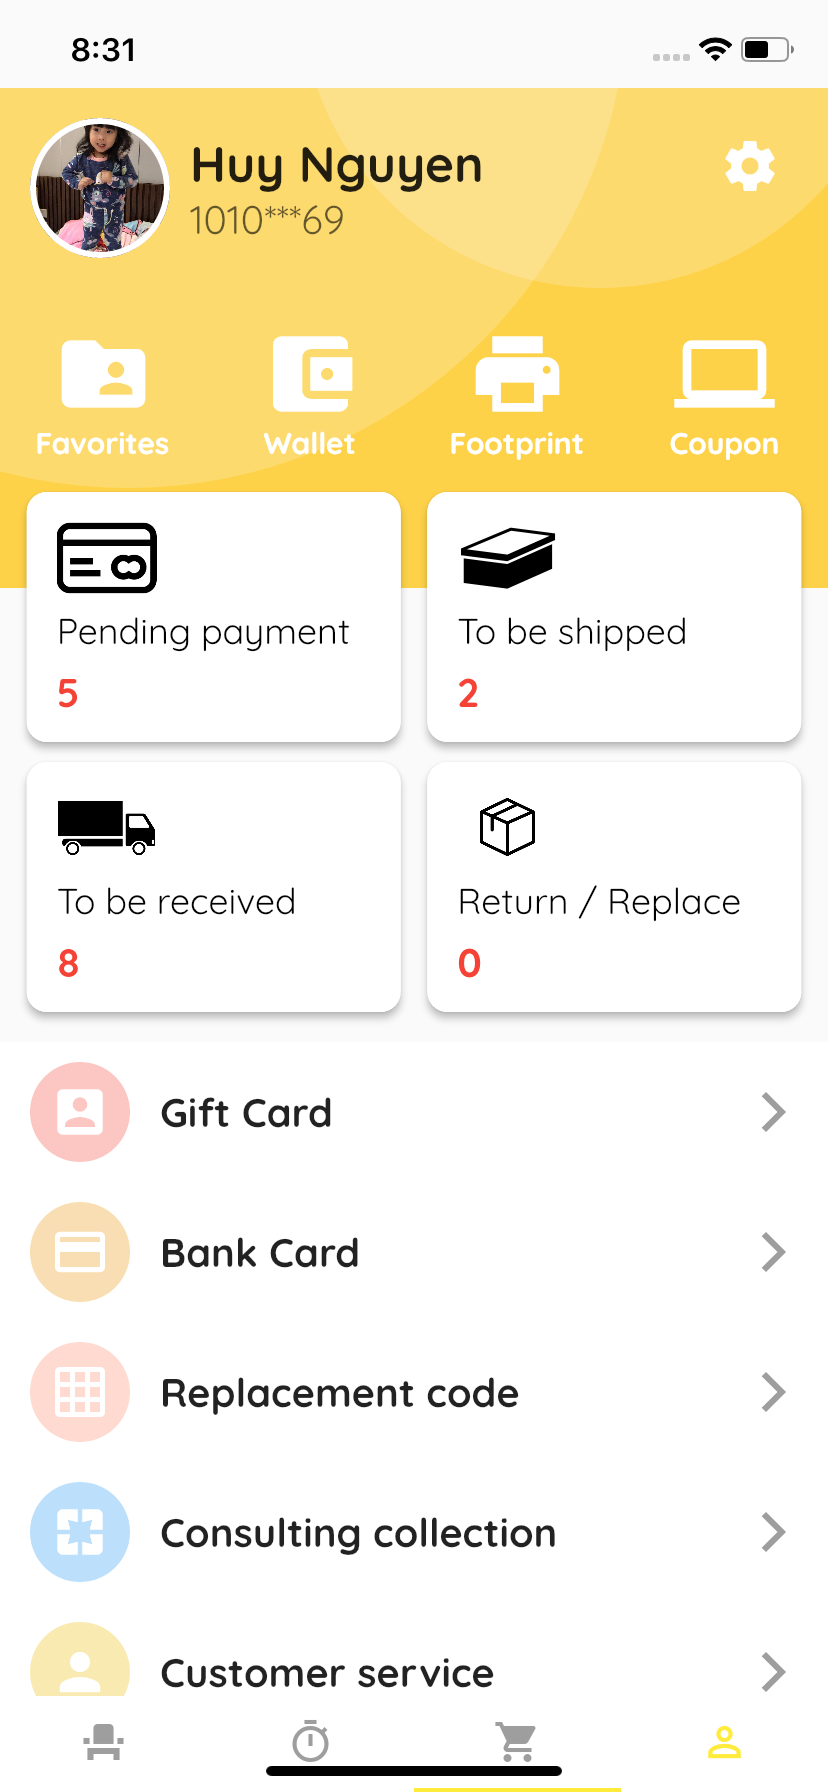 8:31
Huy Nguyen
1010***69
Favorites
Wallet
Footprint
Coupon
Pending payment
5
To be shipped
2
To be received
8
Return / Replace
0
Gift Card
Bank Card
Replacement code
Consulting collection
Customer service